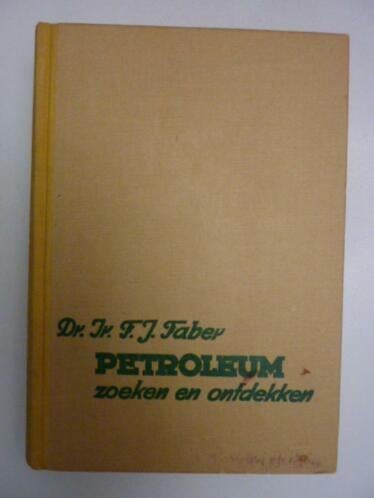 Dr. Ir. F. J. Faber
PETROLEUM
zoeken en ontdekken